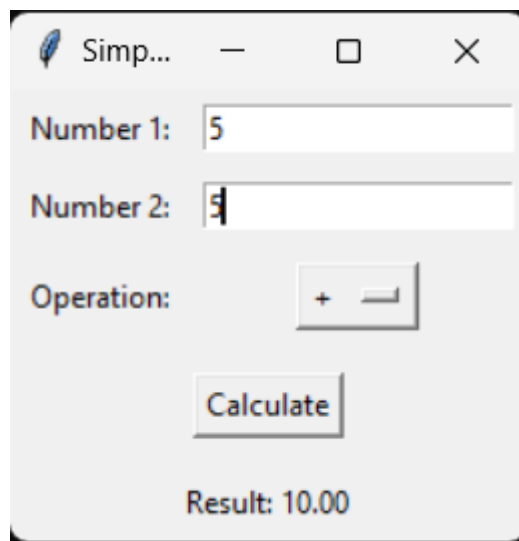 Simp...
Number 1: 5
Number 2: 5
Operation: +
Calculate
Result: 10.00